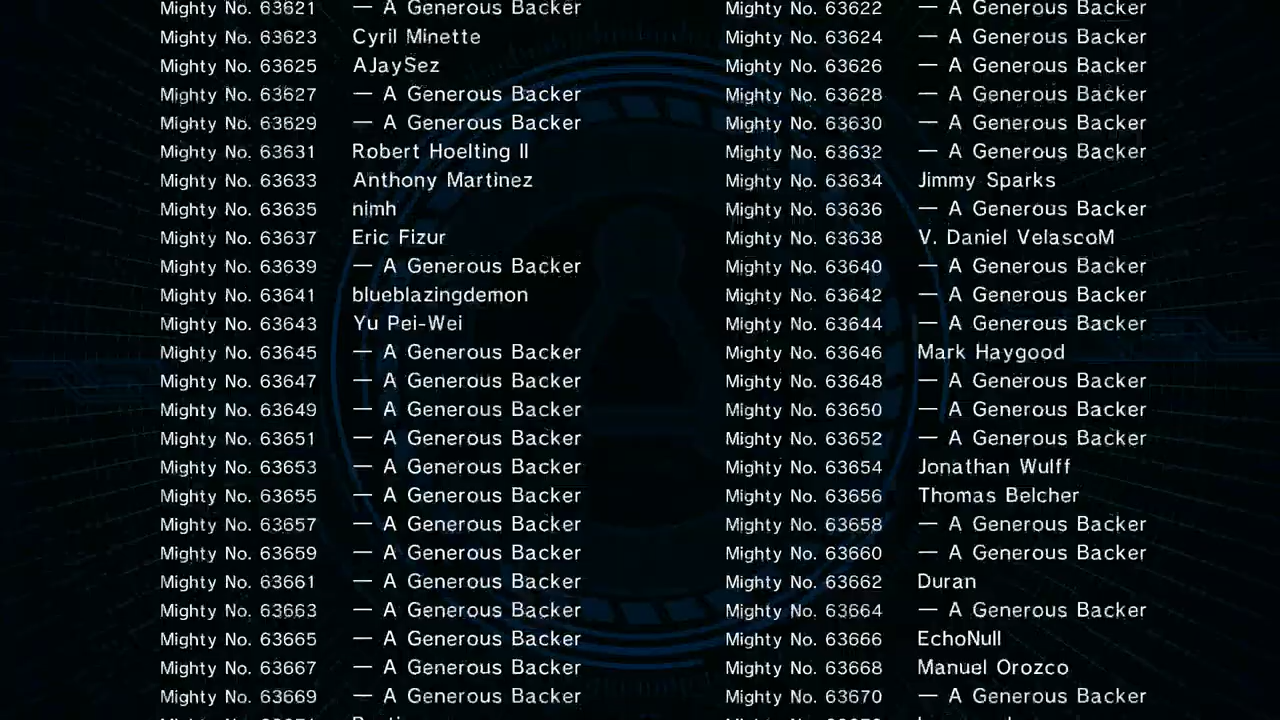 Mighty No. 63621 — A Generous Backer Mighty No. 63622 — A Generous Backer
Mighty No. 63623 Cyril Minette Mighty No. 63624 — A Generous Backer
Mighty No. 63625 AJaySez Mighty No. 63626 — A Generous Backer
Mighty No. 63627 — A Generous Backer Mighty No. 63628 — A Generous Backer
Mighty No. 63629 — A Generous Backer Mighty No. 63630 — A Generous Backer
Mighty No. 63631 Robert Hoelting II Mighty No. 63632 — A Generous Backer
Mighty No. 63633 Anthony Martinez Mighty No. 63634 Jimmy Sparks
Mighty No. 63635 nimh Mighty No. 63636 — A Generous Backer
Mighty No. 63637 Eric Fizur Mighty No. 63638 V. Daniel VelascoM
Mighty No. 63639 — A Generous Backer Mighty No. 63640 — A Generous Backer
Mighty No. 63641 blueblazingdemon Mighty No. 63642 — A Generous Backer
Mighty No. 63643 Yu Pei-Wei Mighty No. 63644 — A Generous Backer
Mighty No. 63645 — A Generous Backer Mighty No. 63646 Mark Haygood
Mighty No. 63647 — A Generous Backer Mighty No. 63648 — A Generous Backer
Mighty No. 63649 — A Generous Backer Mighty No. 63650 — A Generous Backer
Mighty No. 63651 — A Generous Backer Mighty No. 63652 — A Generous Backer
Mighty No. 63653 — A Generous Backer Mighty No. 63654 Jonathan Wulff
Mighty No. 63655 — A Generous Backer Mighty No. 63656 Thomas Belcher
Mighty No. 63657 — A Generous Backer Mighty No. 63658 — A Generous Backer
Mighty No. 63659 — A Generous Backer Mighty No. 63660 — A Generous Backer
Mighty No. 63661 — A Generous Backer Mighty No. 63662 Duran
Mighty No. 63663 — A Generous Backer Mighty No. 63664 — A Generous Backer
Mighty No. 63665 — A Generous Backer Mighty No. 63666 EchoNull
Mighty No. 63667 — A Generous Backer Mighty No. 63668 Manuel Orozco
Mighty No. 63669 — A Generous Backer Mighty No. 63670 — A Generous Backer